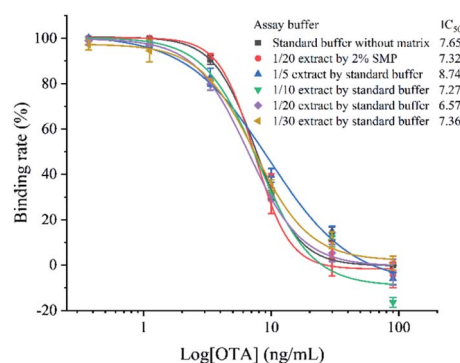 Assay buffer IC50
Standard buffer without matrix 7.65
1/20 extract by 2% SMP 7.32
1/5 extract by standard buffer 8.74
1/10 extract by standard buffer 7.27
1/20 extract by standard buffer 6.57
1/30 extract by standard buffer 7.36
100
80
60
40
20
0
-20
Binding rate (%)
1 10 100
Log[OTA] (ng/mL)